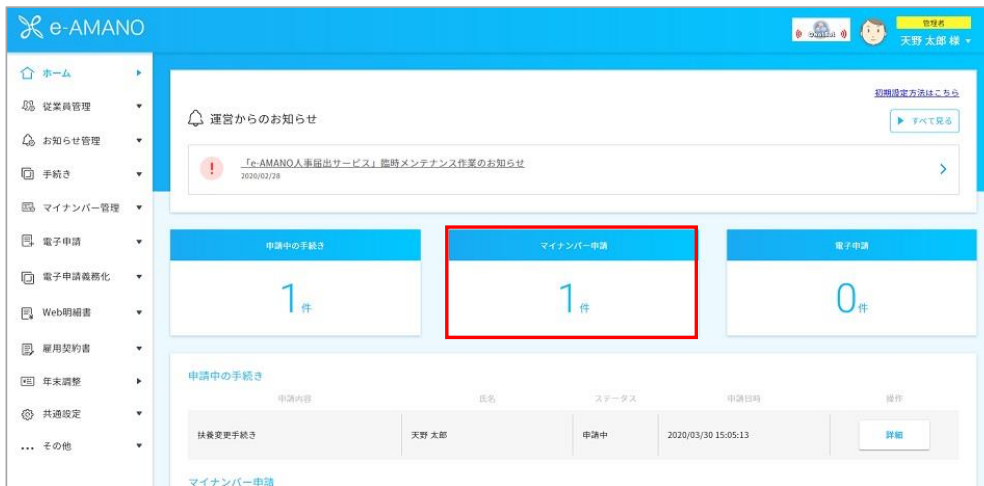 e-AMANO
管理者
天野 太郎 様
ホーム
従業員管理
お知らせ管理
手続き
マイナンバー管理
電子申請
電子申請義務化
Web明細書
雇用契約書
年末調整
共通設定
その他
初期設定方法はこちら
運営からのお知らせ
すべて見る
「e-AMANO人事届出サービス」臨時メンテナンス作業のお知らせ
2020/02/28
申請中の手続き
マイナンバー申請
電子申請
1 件
1 件
0 件
申請中の手続き
申請内容 氏名 ステータス 申請日時 操作
扶養変更手続き 天野 太郎 申請中 2020/03/30 15:05:13 詳細
マイナンバー申請